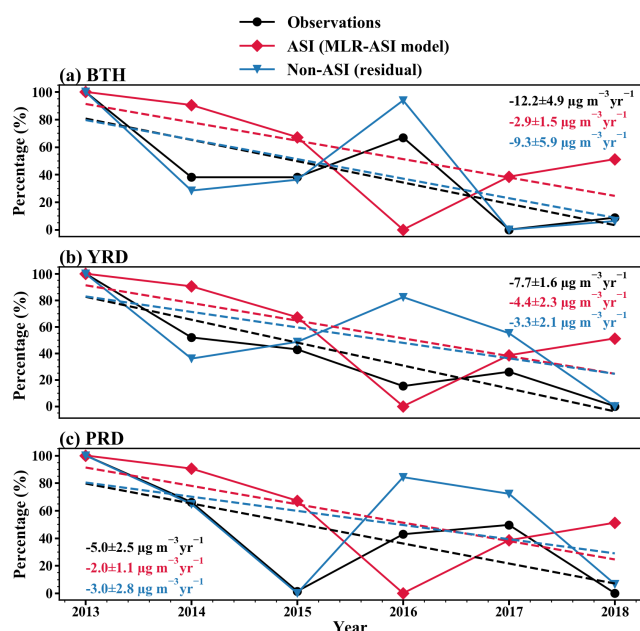 Observations
ASI (MLR-ASI model)
Non-ASI (residual)
(a) BTH
-12.2±4.9 μg m⁻³yr⁻¹
-2.9±1.5 μg m⁻³yr⁻¹
-9.3±5.9 μg m⁻³yr⁻¹
Percentage (%)
100
80
60
40
20
0
(b) YRD
-7.7±1.6 μg m⁻³yr⁻¹
-4.4±2.3 μg m⁻³yr⁻¹
-3.3±2.1 μg m⁻³yr⁻¹
Percentage (%)
100
80
60
40
20
0
(c) PRD
Percentage (%)
100
80
60
40
20
0
-5.0±2.5 μg m⁻³yr⁻¹
-2.0±1.1 μg m⁻³yr⁻¹
-3.0±2.8 μg m⁻³yr⁻¹
2013 2014 2015 2016 2017 2018
Year